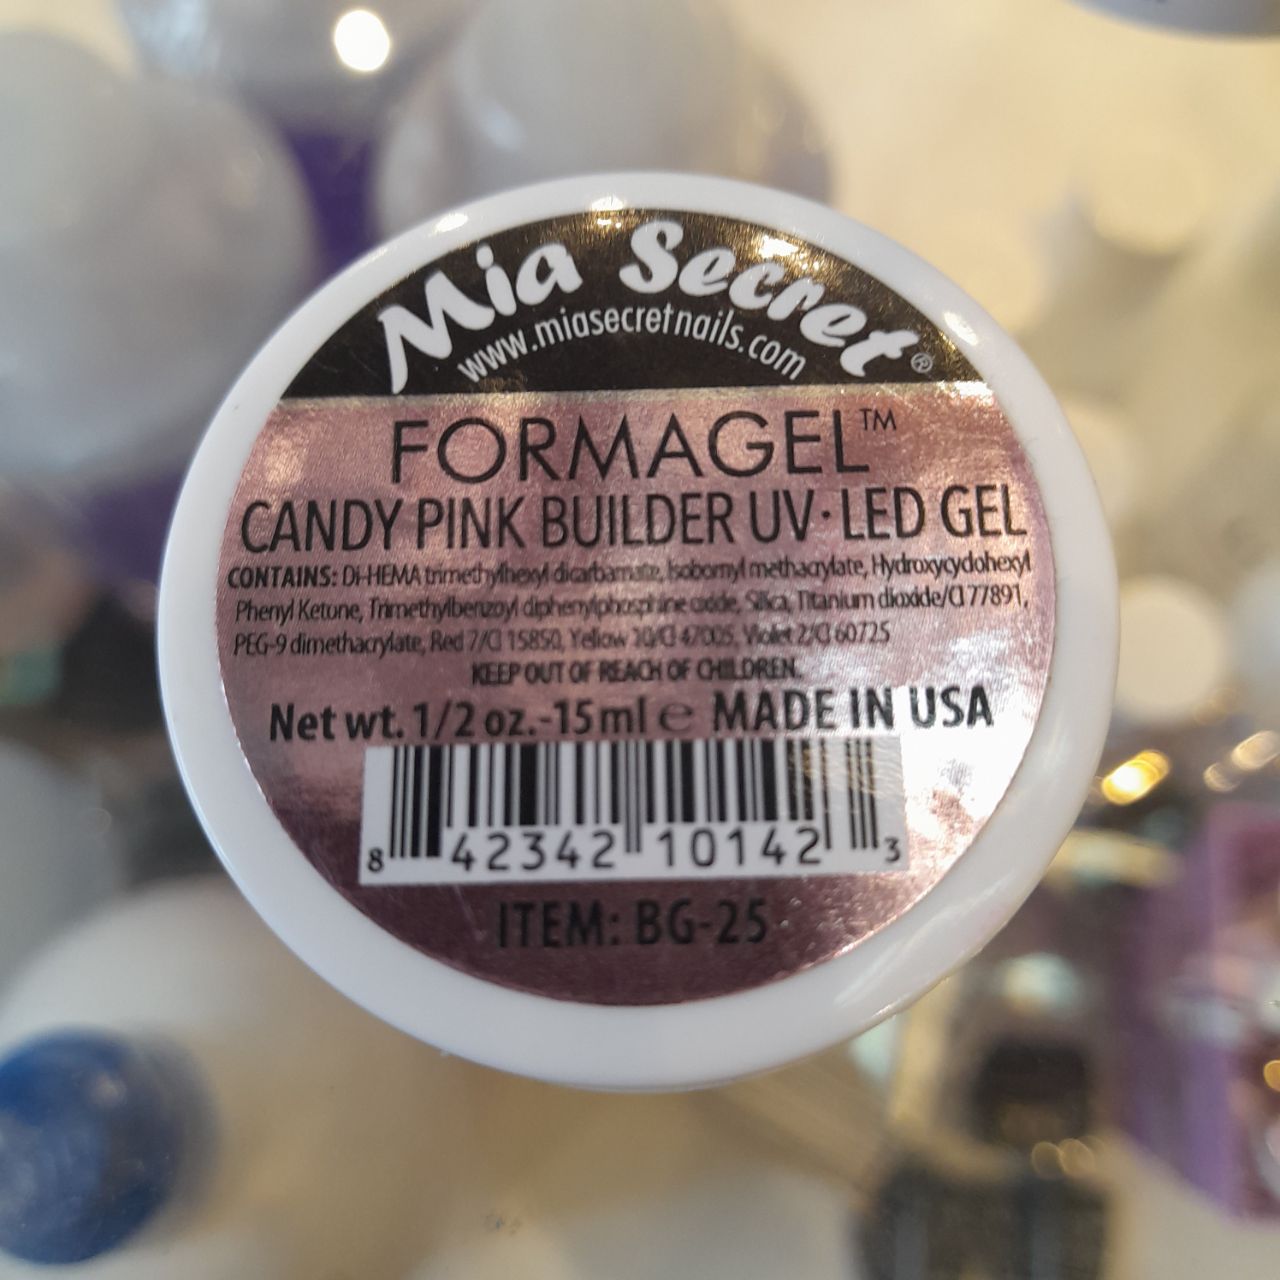 Mia Secret®
www.miasecretnails.com
FORMAGEL™
CANDY PINK BUILDER UV·LED GEL
CONTAINS: Di-HEMA trimethylhexyl dicarbamate, Isobornyl methacrylate, Hydroxycyclohexyl
Phenyl Ketone, Trimethylbenzoyl diphenylphosphine oxide, Silica, Titanium dioxide/CI 77891,
PEG-9 dimethacrylate, Red 7/CI 15850, Yellow 10/CI 47005, Violet 2/CI 60725
KEEP OUT OF REACH OF CHILDREN.
Net wt. 1/2 oz.-15ml ℮ MADE IN USA
8 42342 10142 3
ITEM: BG-25